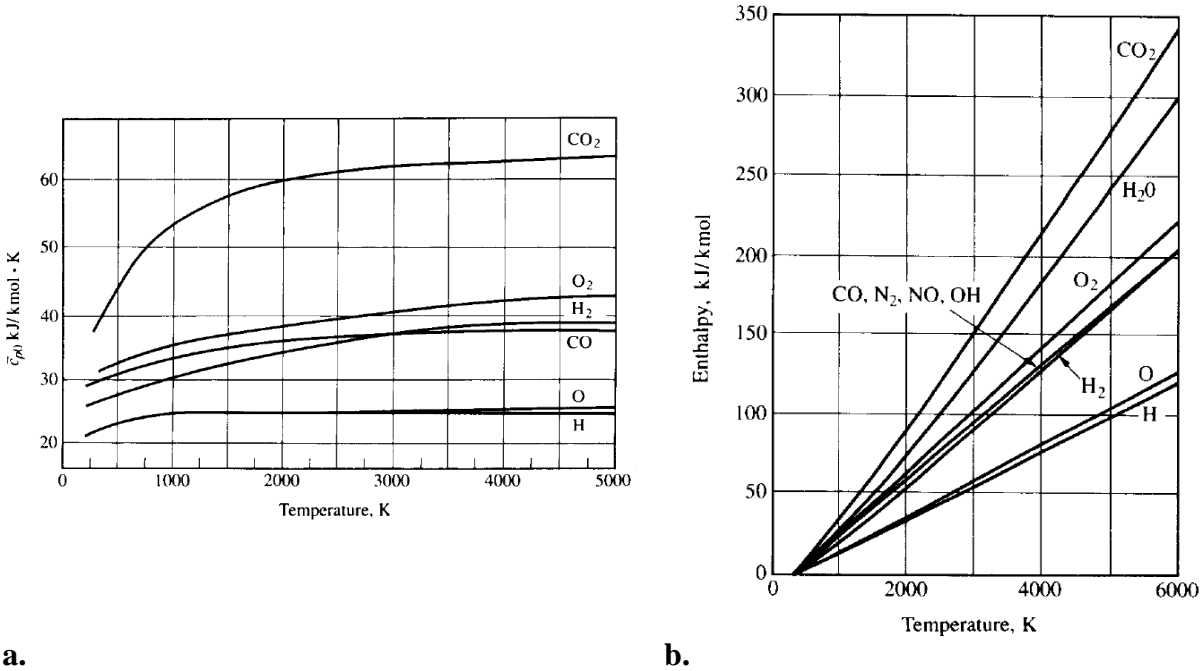 60
50
40
30
20
c̄p0 kJ/kmol · K
CO2
O2
H2
CO
O
H
0
1000
2000
3000
4000
5000
Temperature, K
a.
350
300
250
200
150
100
50
0
Enthalpy, kJ/kmol
CO2
H20
O2
CO, N2, NO, OH
H2
O
H
0
2000
4000
6000
Temperature, K
b.